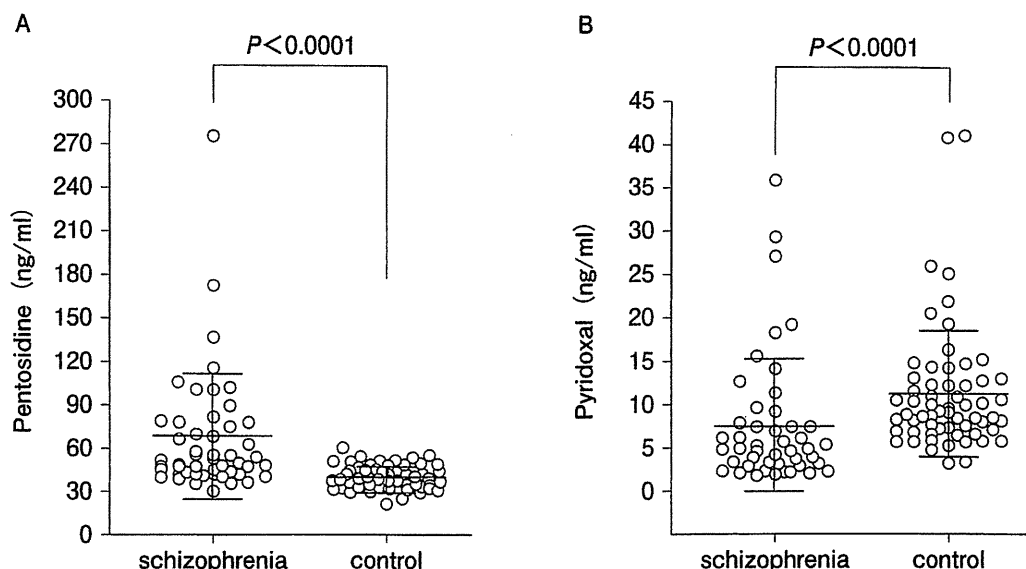 A
P<0.0001
Pentosidine (ng/ml)
300
270
240
210
180
150
120
90
60
30
0
schizophrenia control
B
P<0.0001
Pyridoxal (ng/ml)
45
40
35
30
25
20
15
10
5
0
schizophrenia control